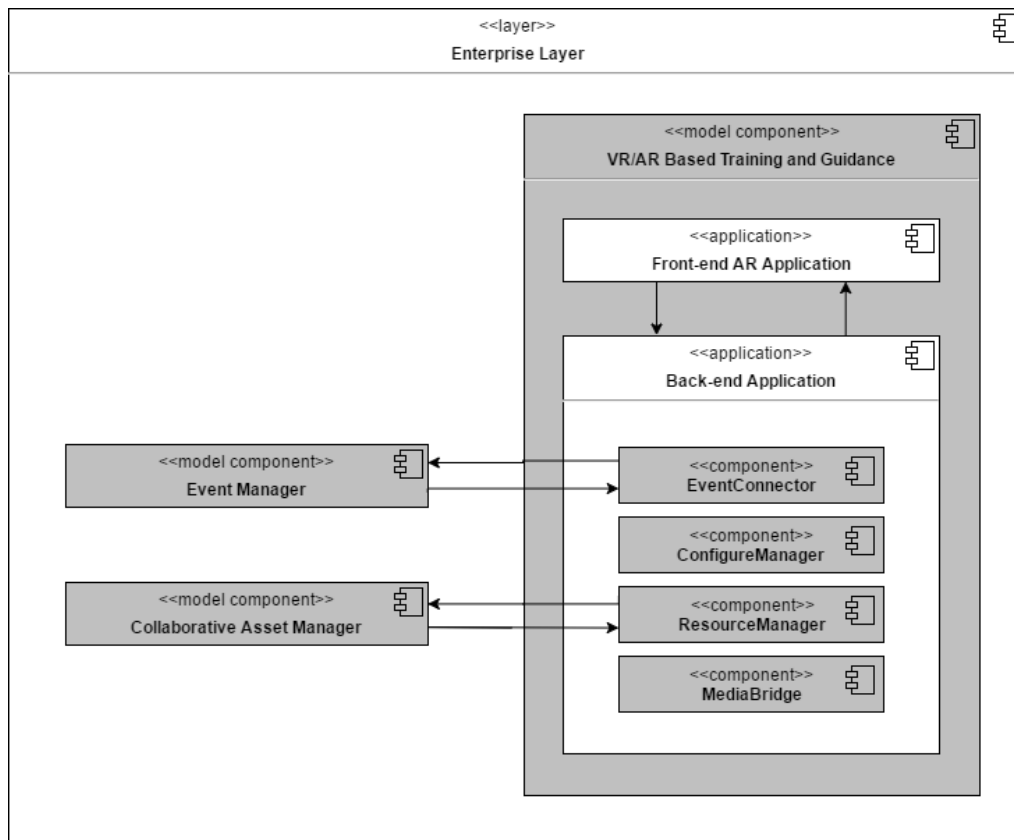 <<layer>>
Enterprise Layer
<<model component>>
VR/AR Based Training and Guidance
<<application>>
Front-end AR Application
<<application>>
Back-end Application
<<model component>>
Event Manager
<<component>>
EventConnector
<<component>>
ConfigureManager
<<model component>>
Collaborative Asset Manager
<<component>>
ResourceManager
<<component>>
MediaBridge